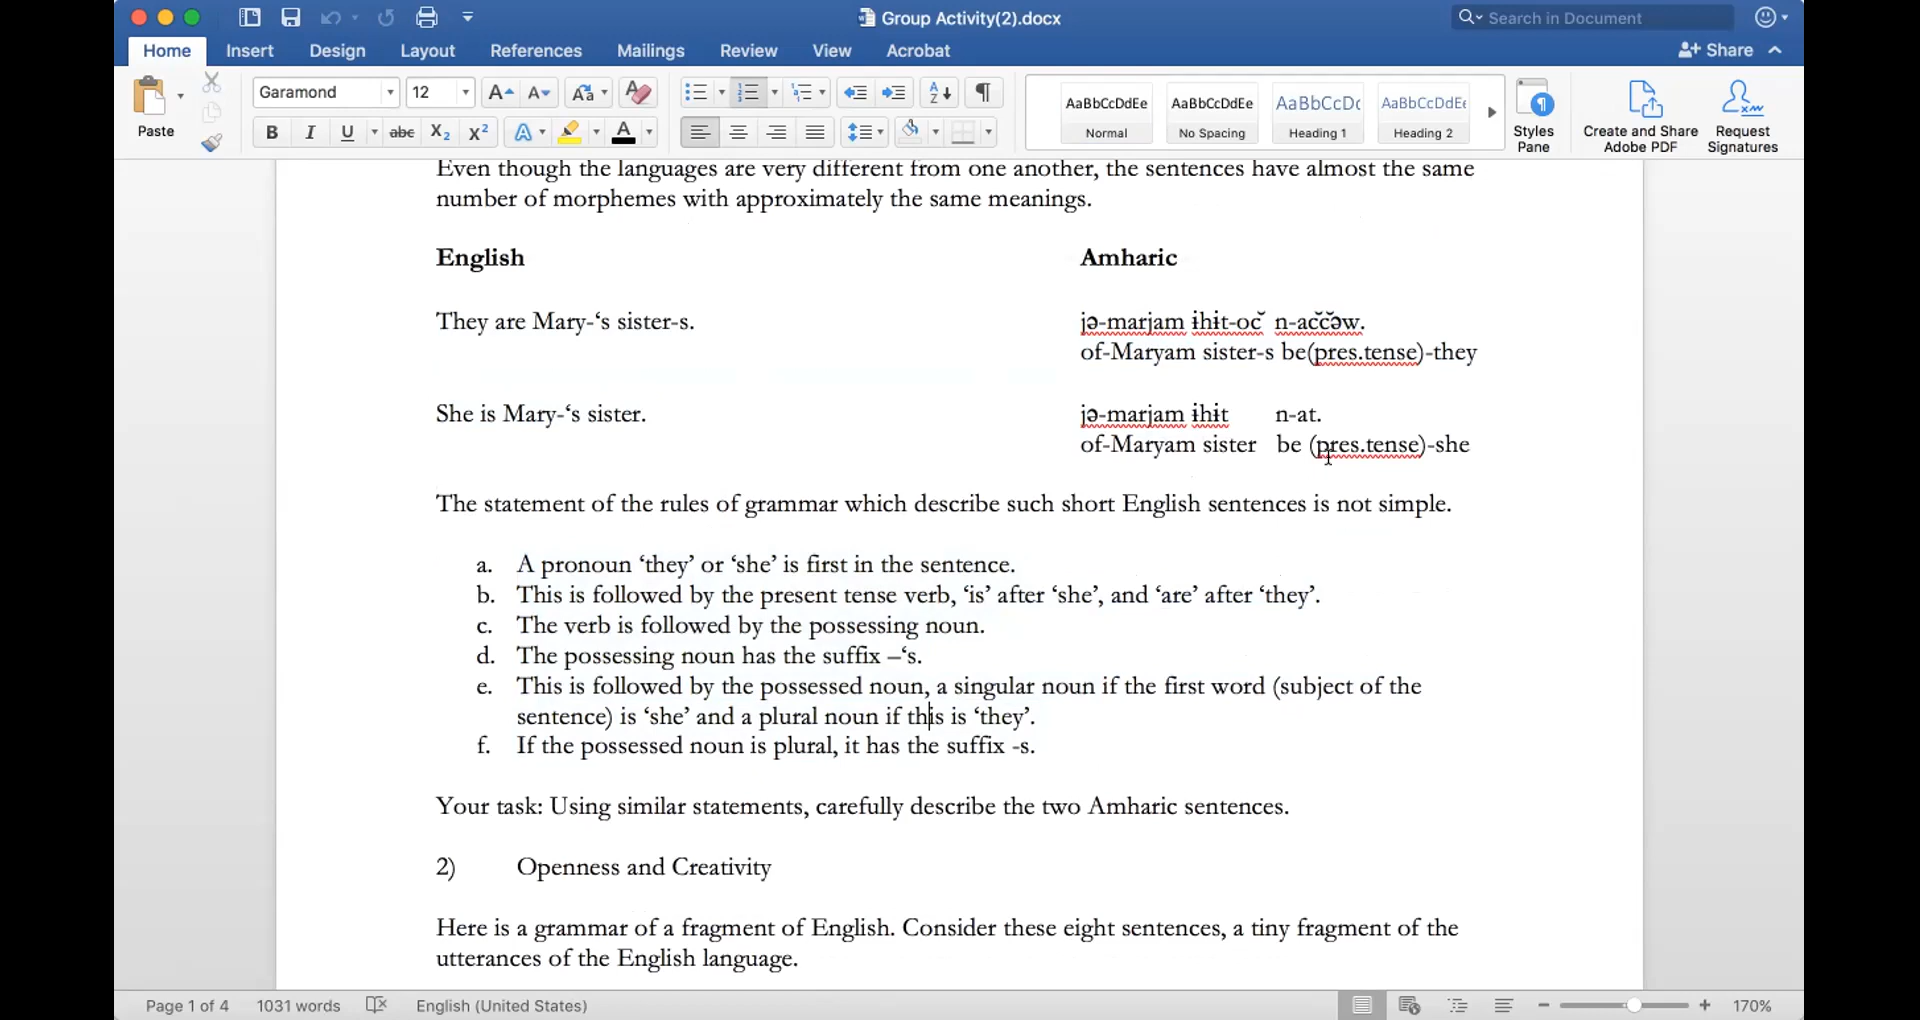 Group Activity(2).docx
Search in Document
Home Insert Design Layout References Mailings Review View Acrobat Share
Paste
Garamond 12
AaBbCcDdEe AaBbCcDdEe AaBbCcDc AaBbCcDdEe
Normal No Spacing Heading 1 Heading 2
Styles Pane
Create and Share Adobe PDF
Request Signatures
Even though the languages are very different from one another, the sentences have almost the same
number of morphemes with approximately the same meanings.
English Amharic
They are Mary-‘s sister-s. jə-marjam ɨhɨt-oč n-aččəw.
of-Maryam sister-s be(pres.tense)-they
She is Mary-‘s sister. jə-marjam ɨhɨt n-at.
of-Maryam sister be (pres.tense)-she
The statement of the rules of grammar which describe such short English sentences is not simple.
a. A pronoun ‘they’ or ‘she’ is first in the sentence.
b. This is followed by the present tense verb, ‘is’ after ‘she’, and ‘are’ after ‘they’.
c. The verb is followed by the possessing noun.
d. The possessing noun has the suffix –‘s.
e. This is followed by the possessed noun, a singular noun if the first word (subject of the
sentence) is ‘she’ and a plural noun if this is ‘they’.
f. If the possessed noun is plural, it has the suffix -s.
Your task: Using similar statements, carefully describe the two Amharic sentences.
2) Openness and Creativity
Here is a grammar of a fragment of English. Consider these eight sentences, a tiny fragment of the
utterances of the English language.
Page 1 of 4 1031 words English (United States) 170%